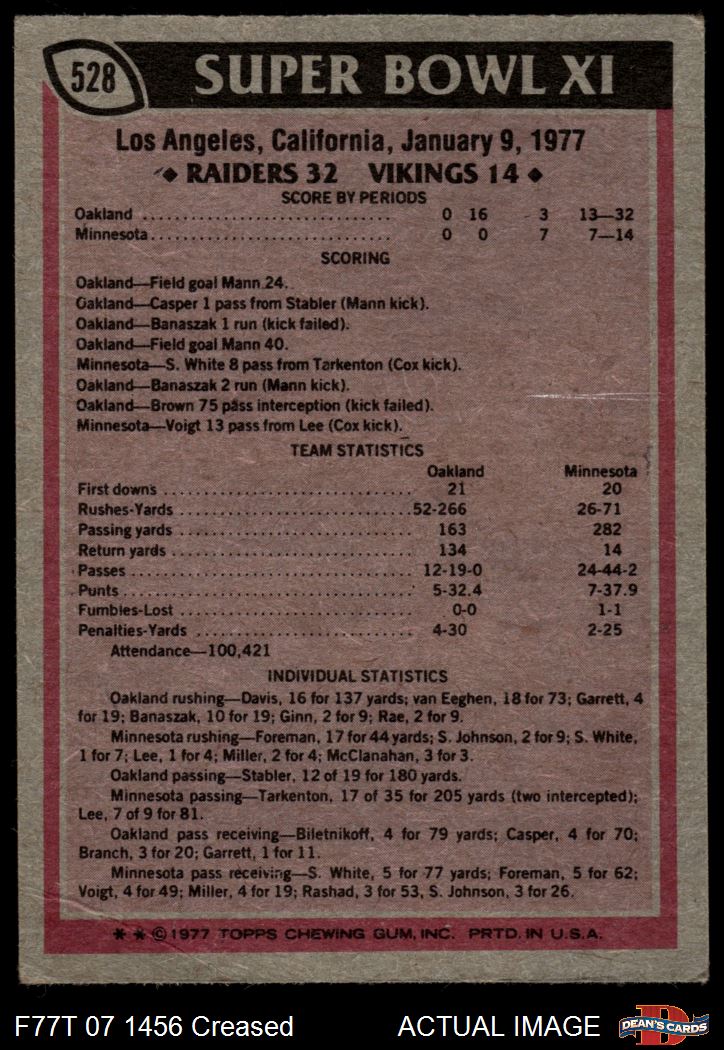 528
SUPER BOWL XI
Los Angeles, California, January 9, 1977
RAIDERS 32 VIKINGS 14
SCORE BY PERIODS
Oakland .............................. 0 16 3 13—32
Minnesota.............................. 0 0 7 7—14
SCORING
Oakland—Field goal Mann 24.
Oakland—Casper 1 pass from Stabler (Mann kick).
Oakland—Banaszak 1 run (kick failed).
Oakland—Field goal Mann 40.
Minnesota—S. White 8 pass from Tarkenton (Cox kick).
Oakland—Banaszak 2 run (Mann kick).
Oakland—Brown 75 pass interception (kick failed).
Minnesota—Voigt 13 pass from Lee (Cox kick).
TEAM STATISTICS
Oakland Minnesota
First downs .............................. 21 20
Rushes-Yards .............................. 52-266 26-71
Passing yards .............................. 163 282
Return yards .............................. 134 14
Passes .............................. 12-19-0 24-44-2
Punts .............................. 5-32.4 7-37.9
Fumbles-Lost .............................. 0-0 1-1
Penalties-Yards .............................. 4-30 2-25
Attendance—100,421
INDIVIDUAL STATISTICS
Oakland rushing—Davis, 16 for 137 yards; van Eeghen, 18 for 73; Garrett, 4
for 19; Banaszak, 10 for 19; Ginn, 2 for 9; Rae, 2 for 9.
Minnesota rushing—Foreman, 17 for 44 yards; S. Johnson, 2 for 9; S. White,
1 for 7; Lee, 1 for 4; Miller, 2 for 4; McClanahan, 3 for 3.
Oakland passing—Stabler, 12 of 19 for 180 yards.
Minnesota passing—Tarkenton, 17 of 35 for 205 yards (two intercepted);
Lee, 7 of 9 for 81.
Oakland pass receiving—Biletnikoff, 4 for 79 yards; Casper, 4 for 70;
Branch, 3 for 20; Garrett, 1 for 11.
Minnesota pass receiving—S. White, 5 for 77 yards; Foreman, 5 for 62;
Voigt, 4 for 49; Miller, 4 for 19; Rashad, 3 for 53, S. Johnson, 3 for 26.
* * © 1977 TOPPS CHEWING GUM, INC. PRTD. IN U.S.A.
F77T 07 1456 Creased ACTUAL IMAGE
D
DEAN'S CARDS